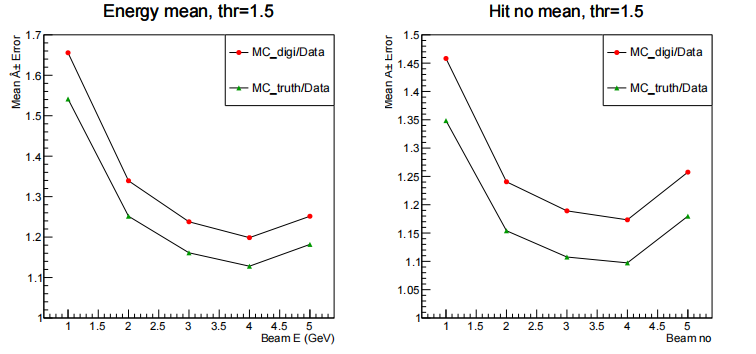 Energy mean, thr=1.5
Mean Â± Error
1.7
1.6
1.5
1.4
1.3
1.2
1.1
1
MC_digi/Data
MC_truth/Data
1 1.5 2 2.5 3 3.5 4 4.5 5
Beam E (GeV)
Hit no mean, thr=1.5
Mean Â± Error
1.5
1.45
1.4
1.35
1.3
1.25
1.2
1.15
1.1
1.05
1
MC_digi/Data
MC_truth/Data
1 1.5 2 2.5 3 3.5 4 4.5 5
Beam no